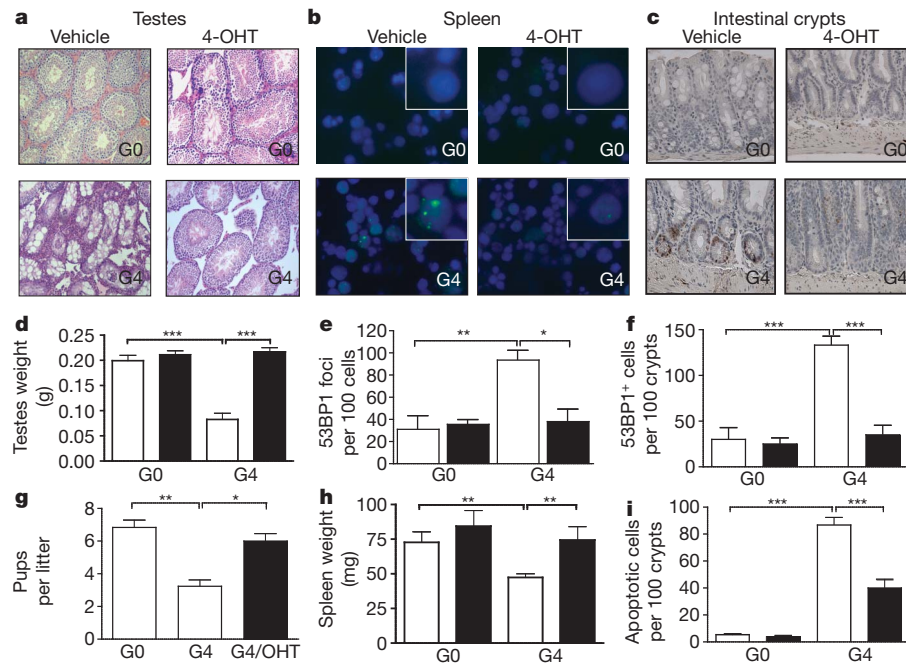 a Testes
Vehicle 4-OHT
G0 G0
G4 G4
b Spleen
Vehicle 4-OHT
G0 G0
G4 G4
c Intestinal crypts
Vehicle 4-OHT
G0 G0
G4 G4
d
Testes weight
(g)
0.25
0.20
0.15
0.10
0.05
0.00
*** ***
G0 G4
e
53BP1 foci
per 100 cells
120
100
80
60
40
20
0
** *
G0 G4
f
53BP1⁺ cells
per 100 crypts
150
100
50
0
*** ***
G0 G4
g
Pups
per litter
8
6
4
2
0
** *
G0 G4 G4/OHT
h
Spleen weight
(mg)
100
75
50
25
0
** **
G0 G4
i
Apoptotic cells
per 100 crypts
100
80
60
40
20
0
*** ***
G0 G4